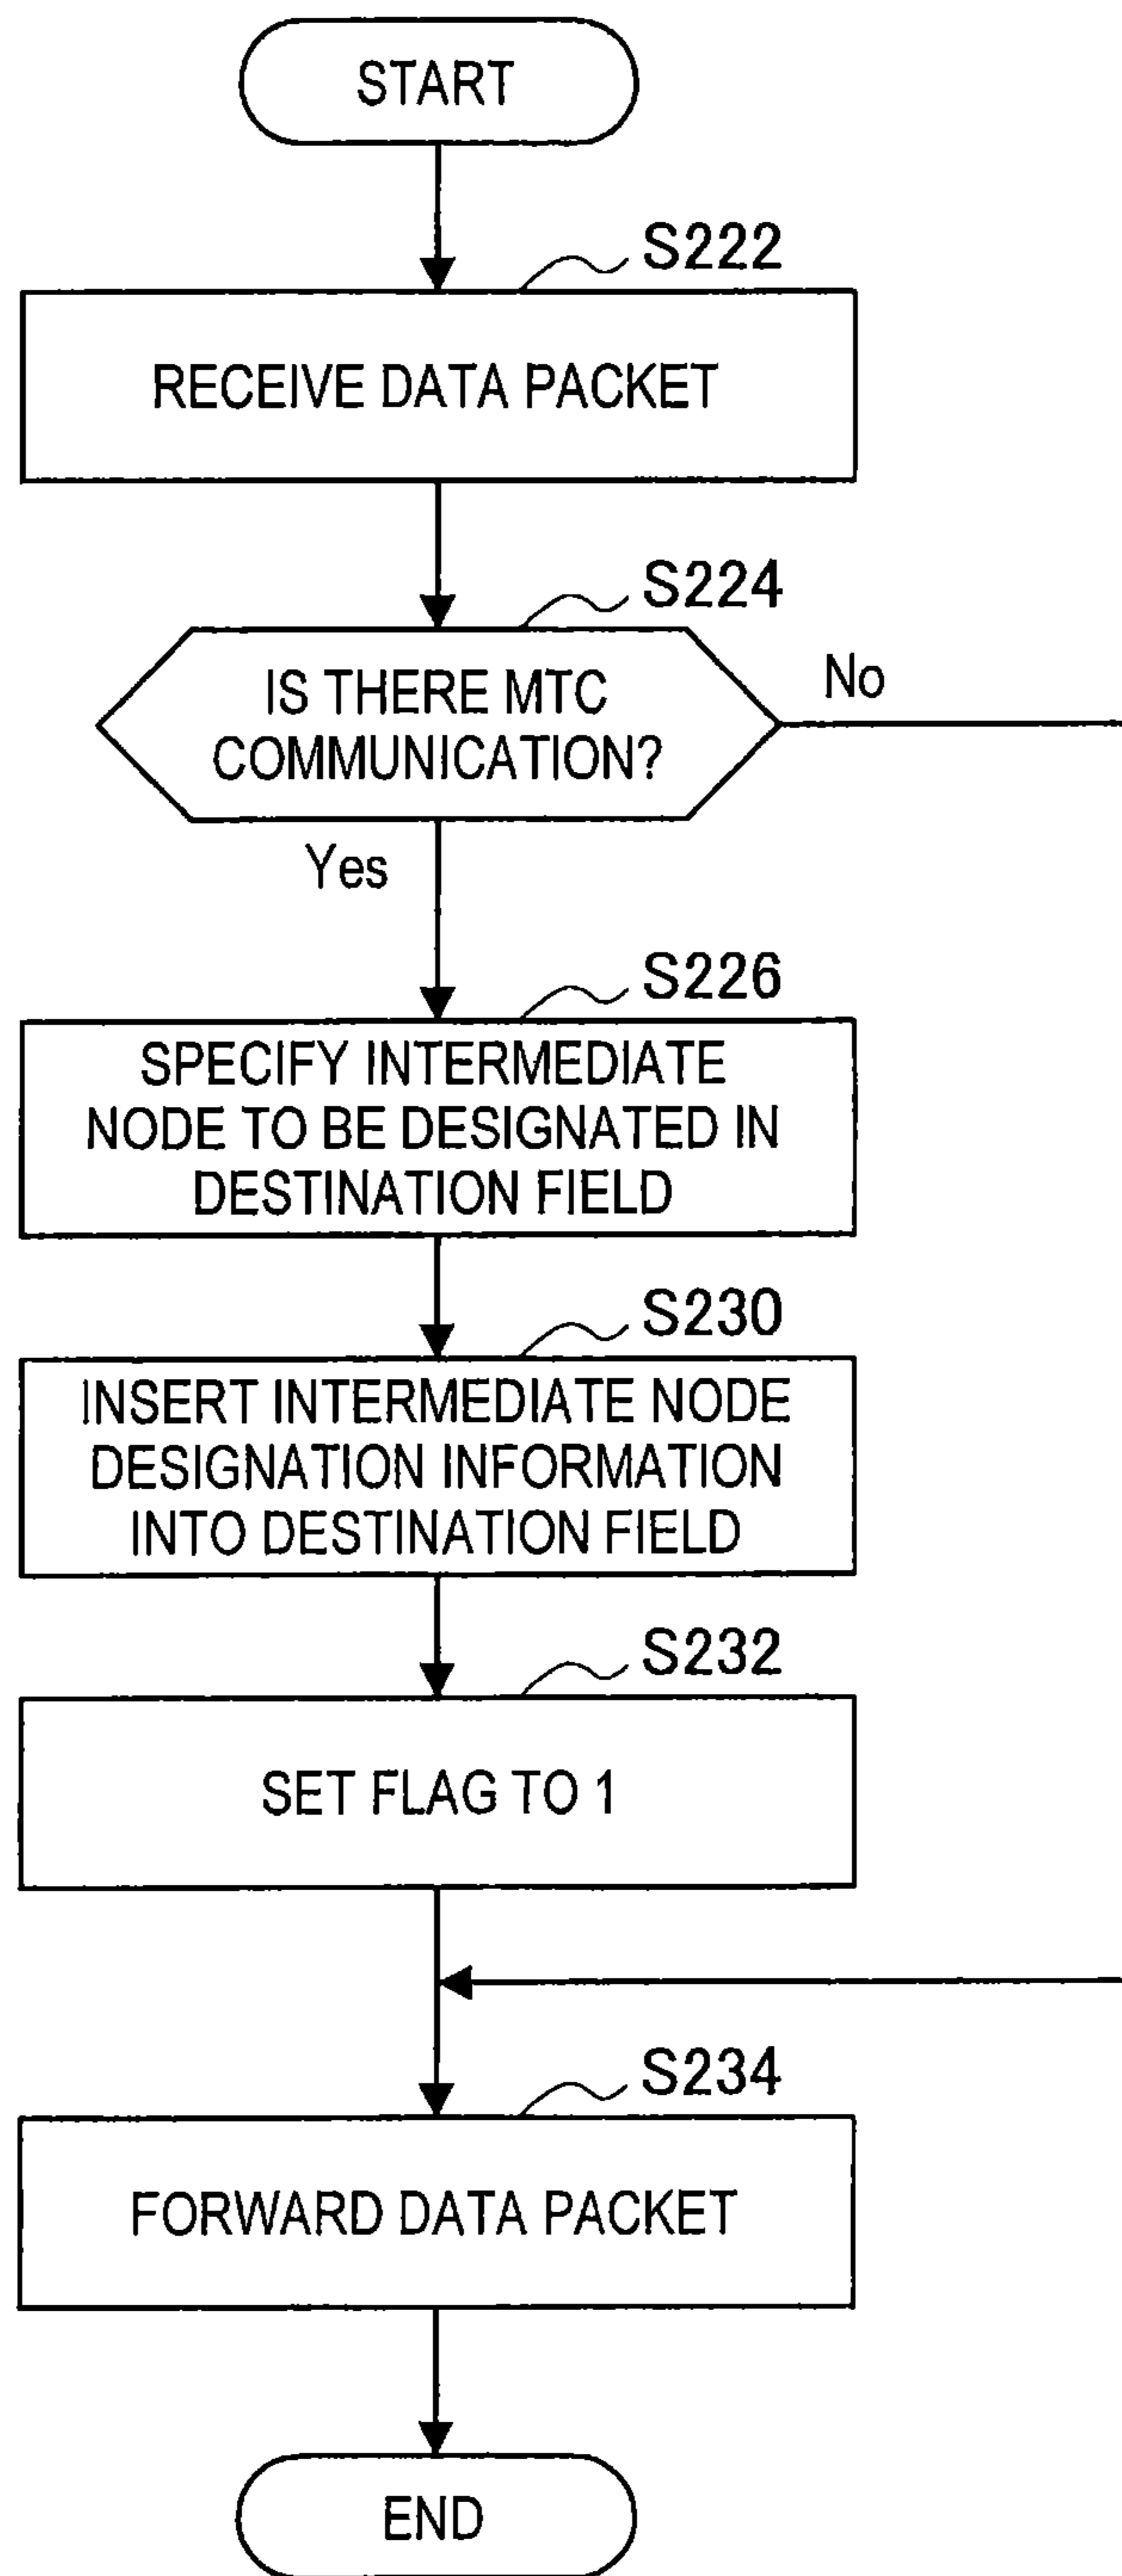 START
S222
RECEIVE DATA PACKET
S224
IS THERE MTC
COMMUNICATION?
No
Yes
S226
SPECIFY INTERMEDIATE
NODE TO BE DESIGNATED IN
DESTINATION FIELD
S230
INSERT INTERMEDIATE NODE
DESIGNATION INFORMATION
INTO DESTINATION FIELD
S232
SET FLAG TO 1
S234
FORWARD DATA PACKET
END